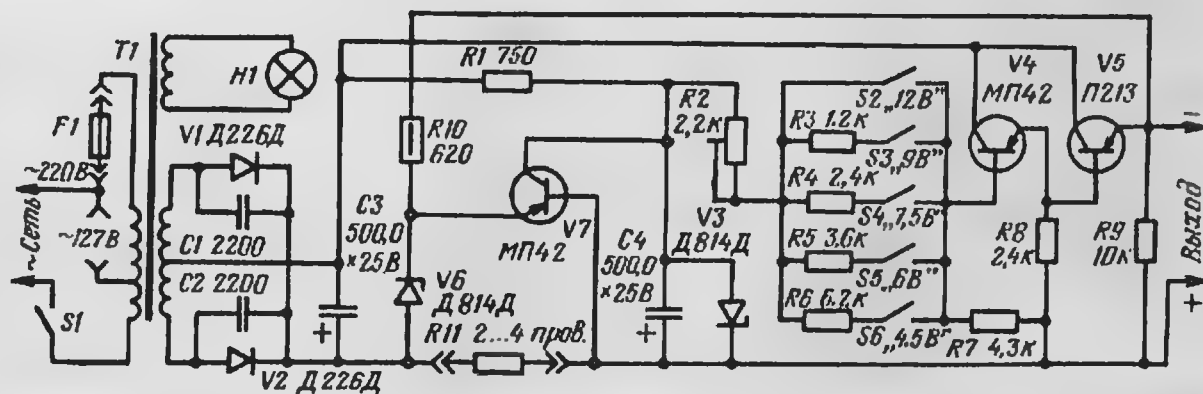 T1
H1
F1
~220В
~Сеть
~127В
S1
V1 Д226Д
C1 2200
C2 2200
V2 Д226Д
C3
500,0
×25В
+
R1 750
R10
620
V7
МП42
V6
Д814Д
R11 2...4 пров.
C4
500,0
×25В
+
V3
Д814Д
R2
2,2к
S2„12В"
R3 1.2к
S3„9В"
R4 2,4к
S4„7,5В"
R5 3.6к
S5„6В"
R6 6.2к
S6„4.5В"
R7 4,3к
V4
МП42
V5
П213
R8
2,4к
R9
10к
–
Выход
+